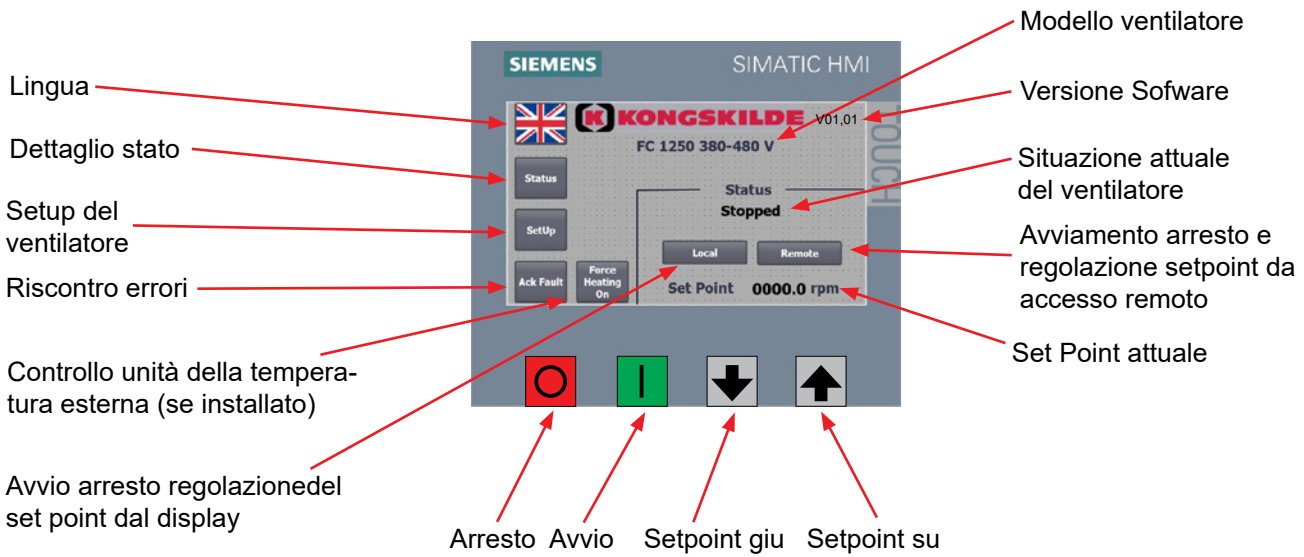 Modello ventilatore
SIEMENS
SIMATIC HMI
Lingua
Versione Sofware
K KONGSKILDE V01,01
TOUCH
FC 1250 380-480 V
Dettaglio stato
Situazione attuale
del ventilatore
Status
Status
Stopped
Setup del
ventilatore
SetUp
Avviamento arresto e
regolazione setpoint da
accesso remoto
Local
Remote
Riscontro errori
Ack Fault
Force
Heating
On
Set Point 0000.0 rpm
Set Point attuale
Controllo unità della tempera-
tura esterna (se installato)
Avvio arresto regolazionedel
set point dal display
Arresto
Avvio
Setpoint giu
Setpoint su